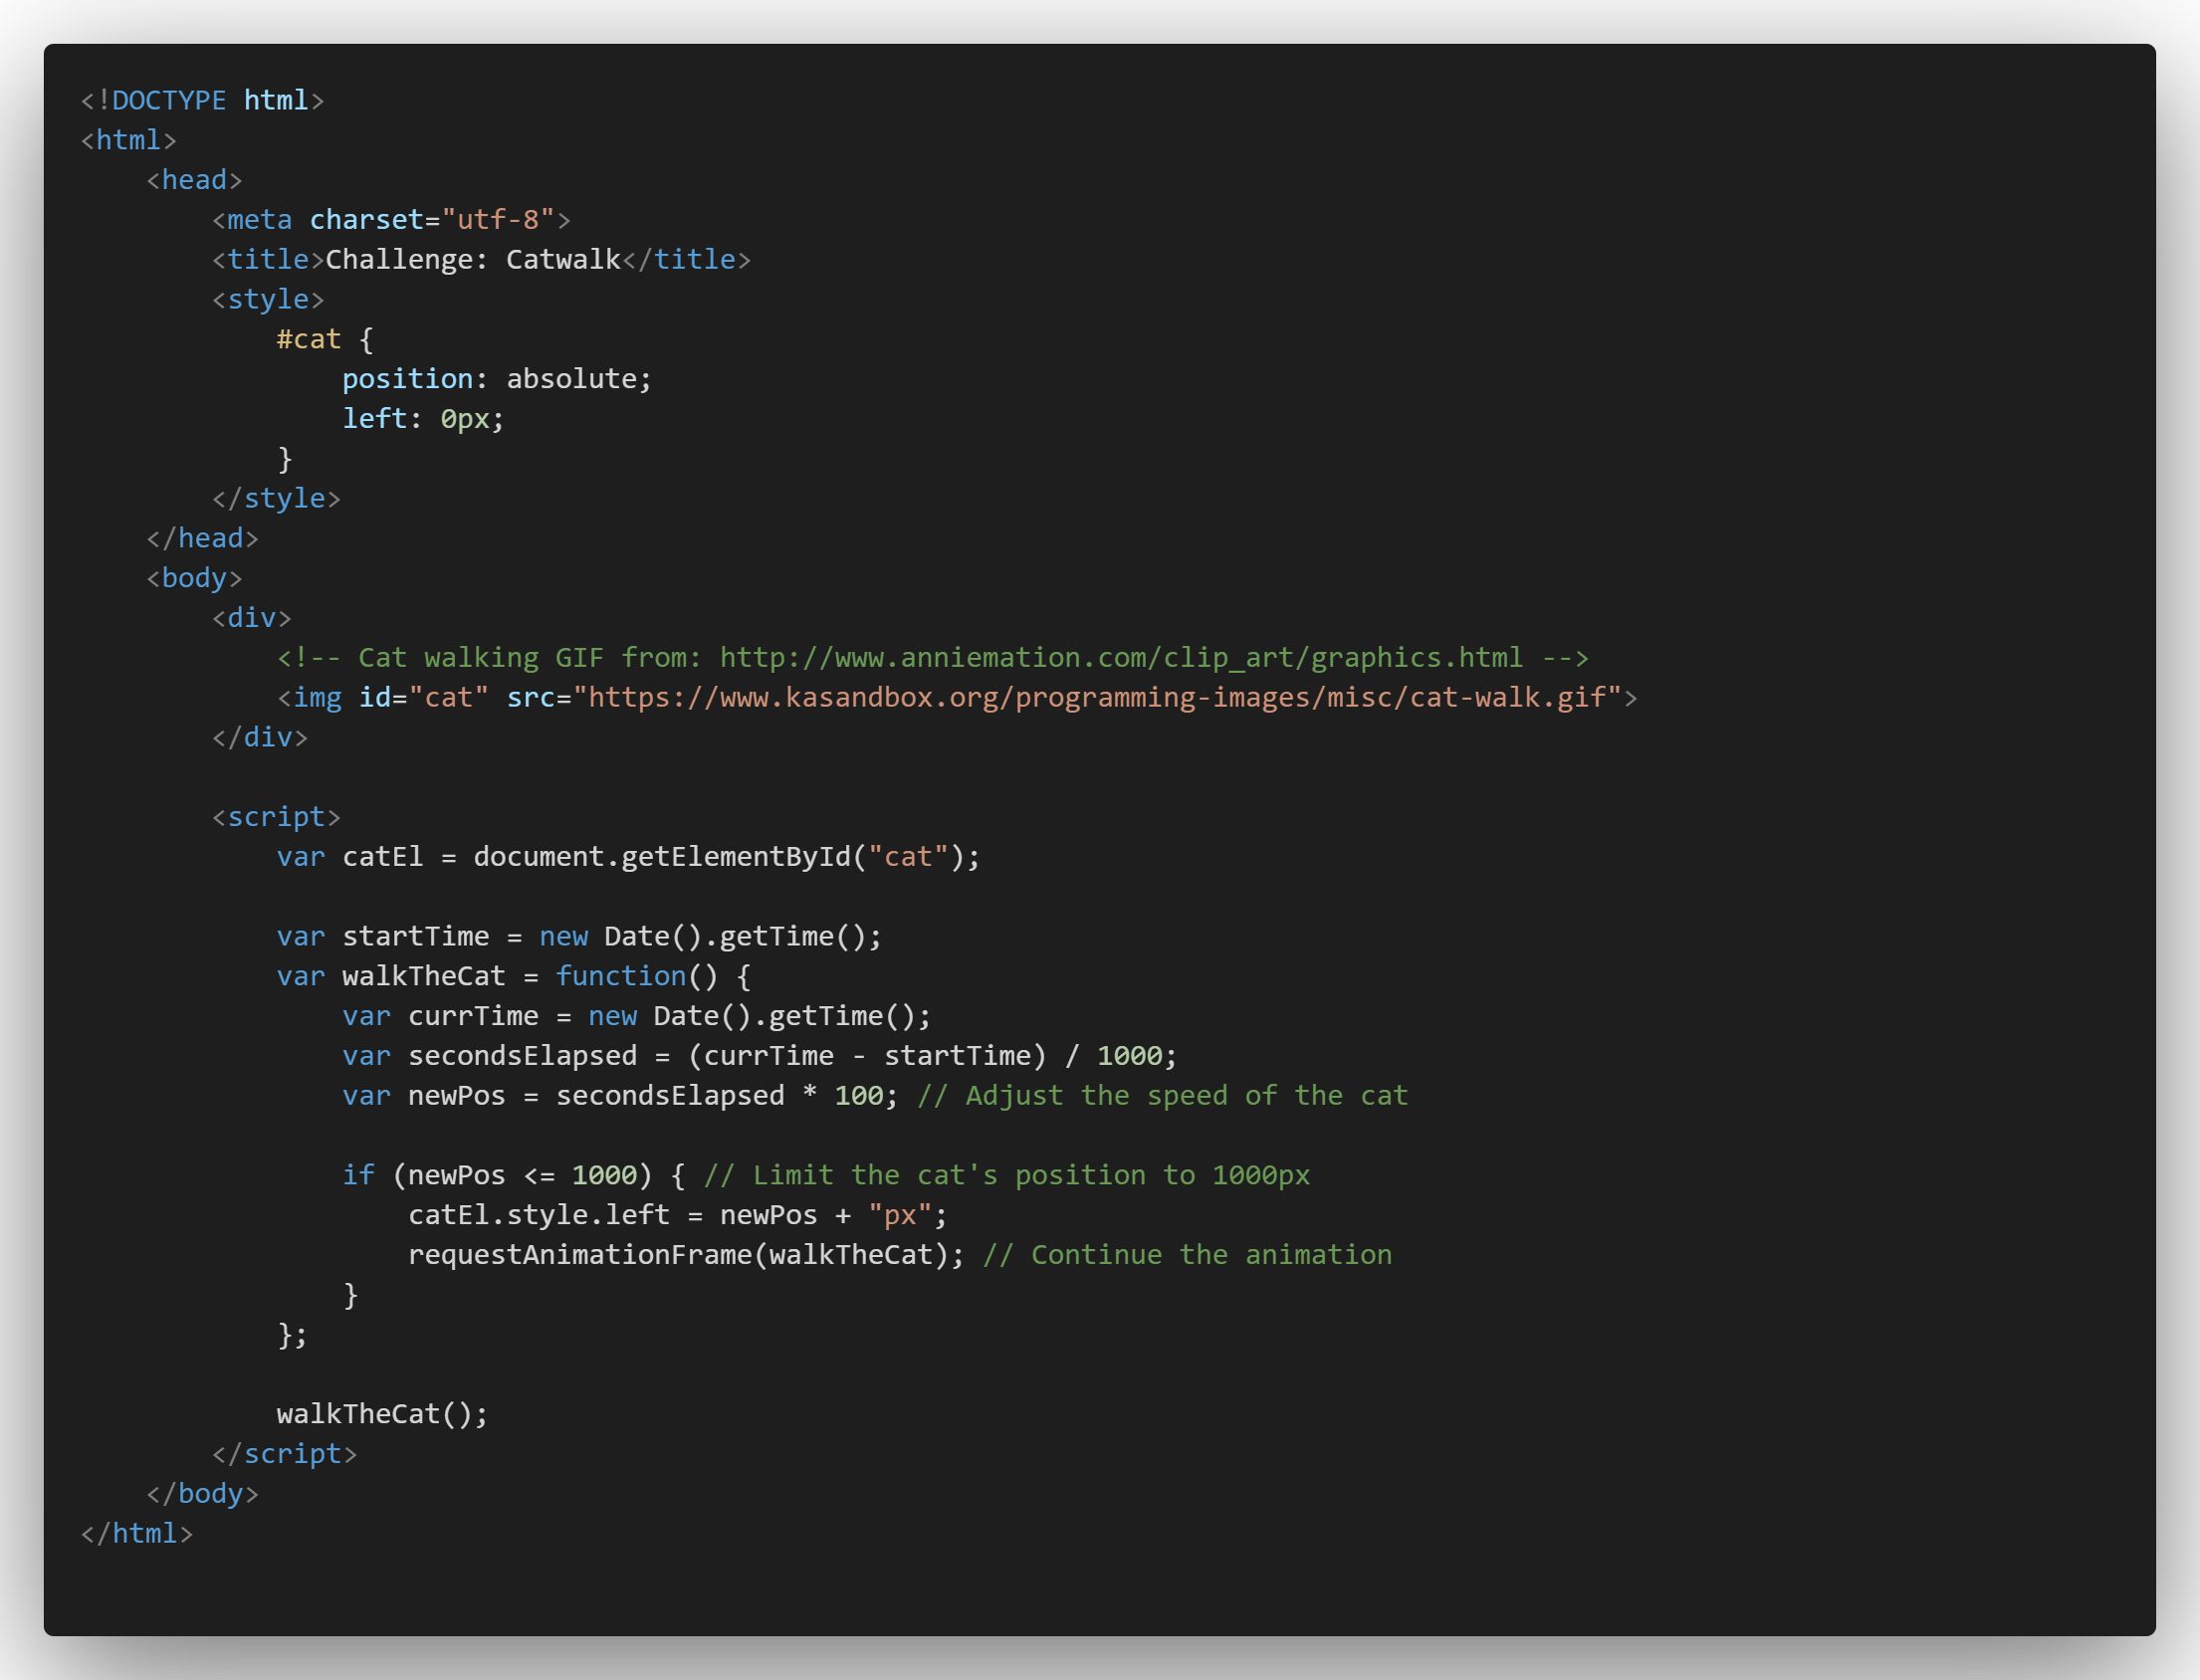 <!DOCTYPE html>
<html>
    <head>
        <meta charset="utf-8">
        <title>Challenge: Catwalk</title>
        <style>
            #cat {
                position: absolute;
                left: 0px;
            }
        </style>
    </head>
    <body>
        <div>
            <!-- Cat walking GIF from: http://www.anniemation.com/clip_art/graphics.html -->
            <img id="cat" src="https://www.kasandbox.org/programming-images/misc/cat-walk.gif">
        </div>

        <script>
            var catEl = document.getElementById("cat");

            var startTime = new Date().getTime();
            var walkTheCat = function() {
                var currTime = new Date().getTime();
                var secondsElapsed = (currTime - startTime) / 1000;
                var newPos = secondsElapsed * 100; // Adjust the speed of the cat

                if (newPos <= 1000) { // Limit the cat's position to 1000px
                    catEl.style.left = newPos + "px";
                    requestAnimationFrame(walkTheCat); // Continue the animation
                }
            };

            walkTheCat();
        </script>
    </body>
</html>